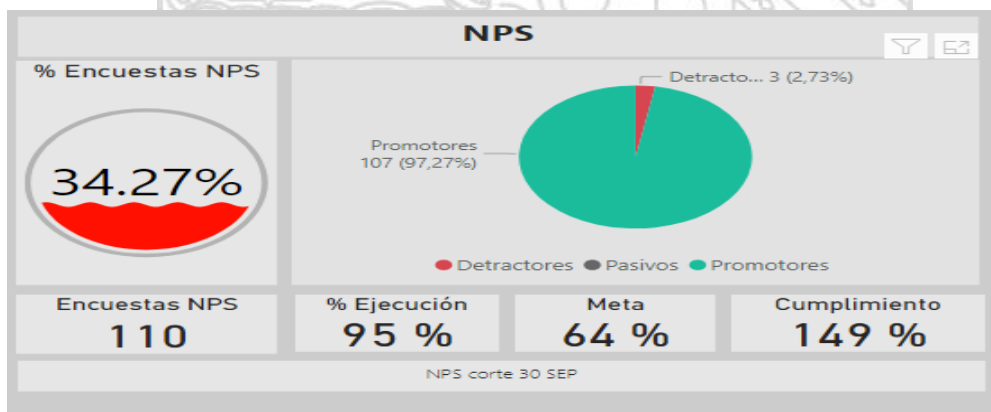 NPS
% Encuestas NPS
34.27%
Detracto... 3 (2,73%)
Promotores
107 (97,27%)
Detractores Pasivos Promotores
Encuestas NPS
110
% Ejecución
95 %
Meta
64 %
Cumplimiento
149 %
NPS corte 30 SEP